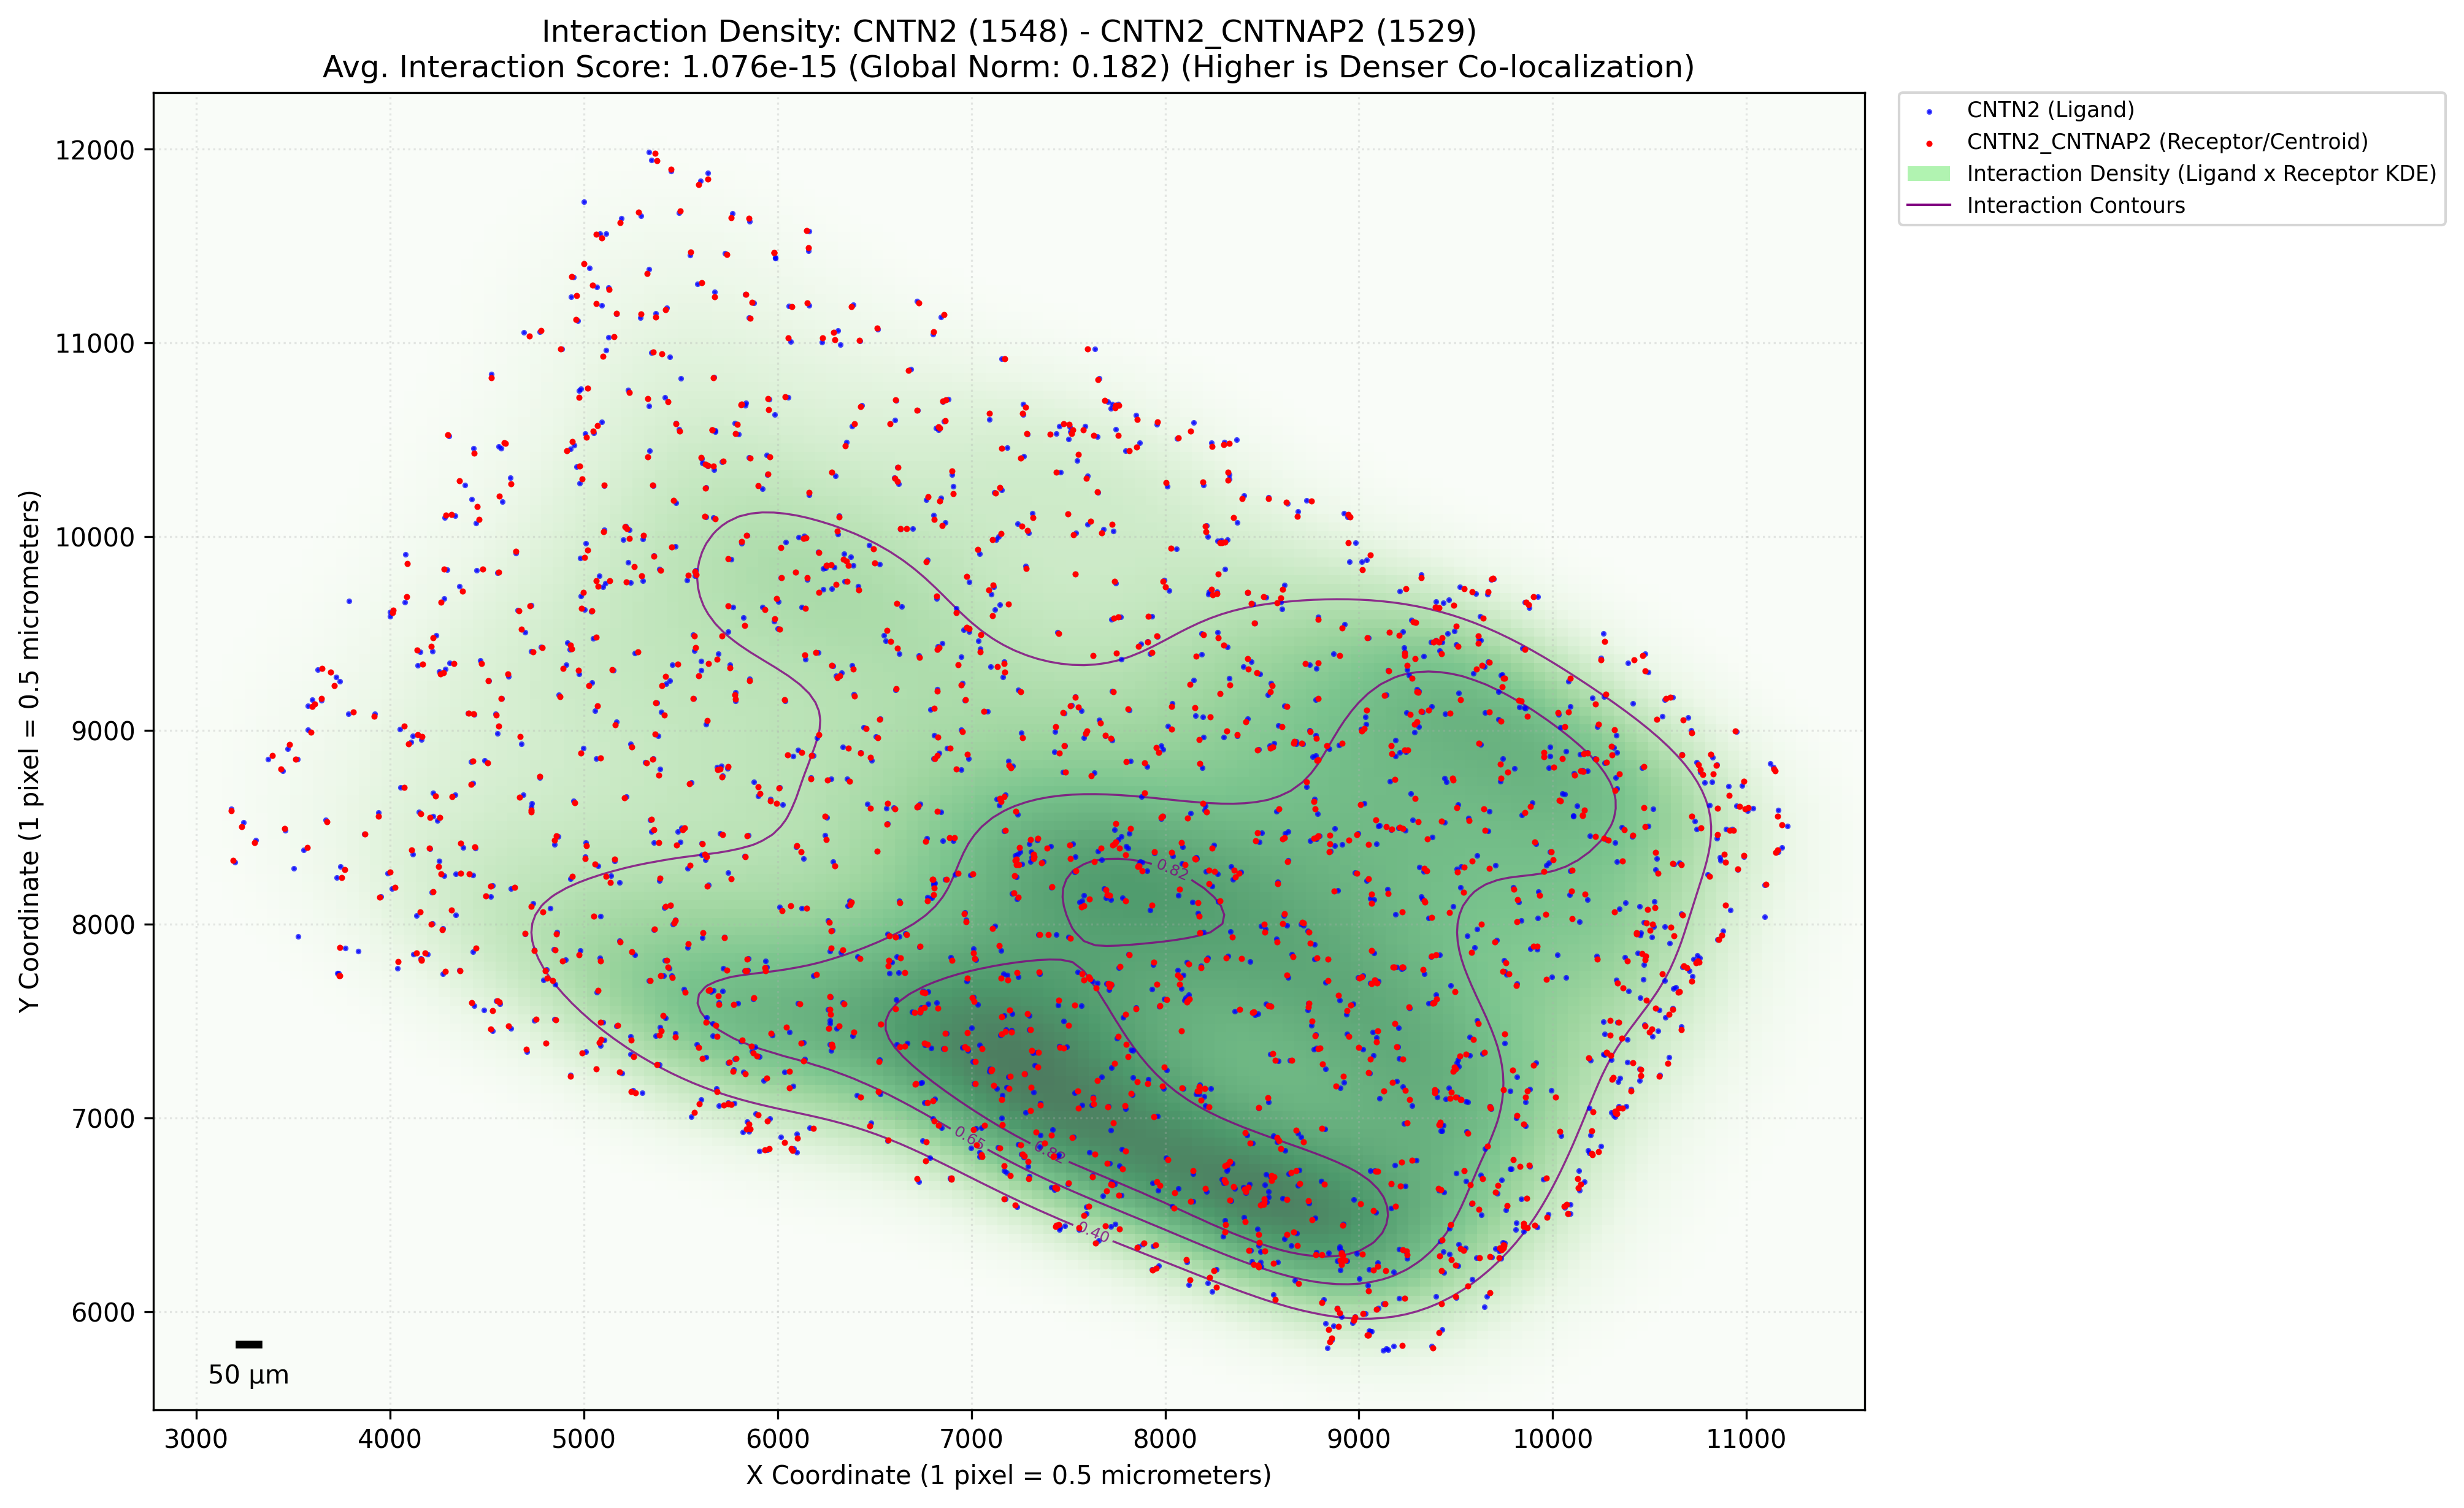 Interaction Density: CNTN2 (1548) - CNTN2_CNTNAP2 (1529)
Avg. Interaction Score: 1.076e-15 (Global Norm: 0.182) (Higher is Denser Co-localization)
CNTN2 (Ligand)
CNTN2_CNTNAP2 (Receptor/Centroid)
Interaction Density (Ligand x Receptor KDE)
Interaction Contours
Y Coordinate (1 pixel = 0.5 micrometers)
12000
11000
10000
9000
8000
7000
6000
0.82
0.65
0.82
0.40
50 µm
3000 4000 5000 6000 7000 8000 9000 10000 11000
X Coordinate (1 pixel = 0.5 micrometers)